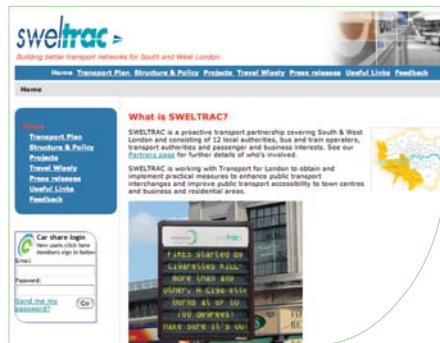 sweltrac
Building better transport networks for South and West London
Home Transport Plan Structure & Policy Projects Travel Wisely Press releases Useful Links Feedback
Home
Home
Transport Plan
Structure & Policy
Projects
Travel Wisely
Press releases
Useful Links
Feedback
Car share login
New users click here
members sign in below
Email:
Password:
Send me my
password?
Go
What is SWELTRAC?
SWELTRAC is a proactive transport partnership covering South & West
London and consisting of 12 local authorities, bus and train operators,
transport authorities and passenger and business interests. See our
Partners page for further details of who's involved.
SWELTRAC is working with Transport for London to obtain and
implement practical measures to enhance public transport
interchanges and improve public transport accessibility to town centres
and business and residential areas.
sweltrac
FIRES started by
Cigarettes KILL
more than any
other. A Cigarette
burns at up to
700 degrees!
make sure it's OU